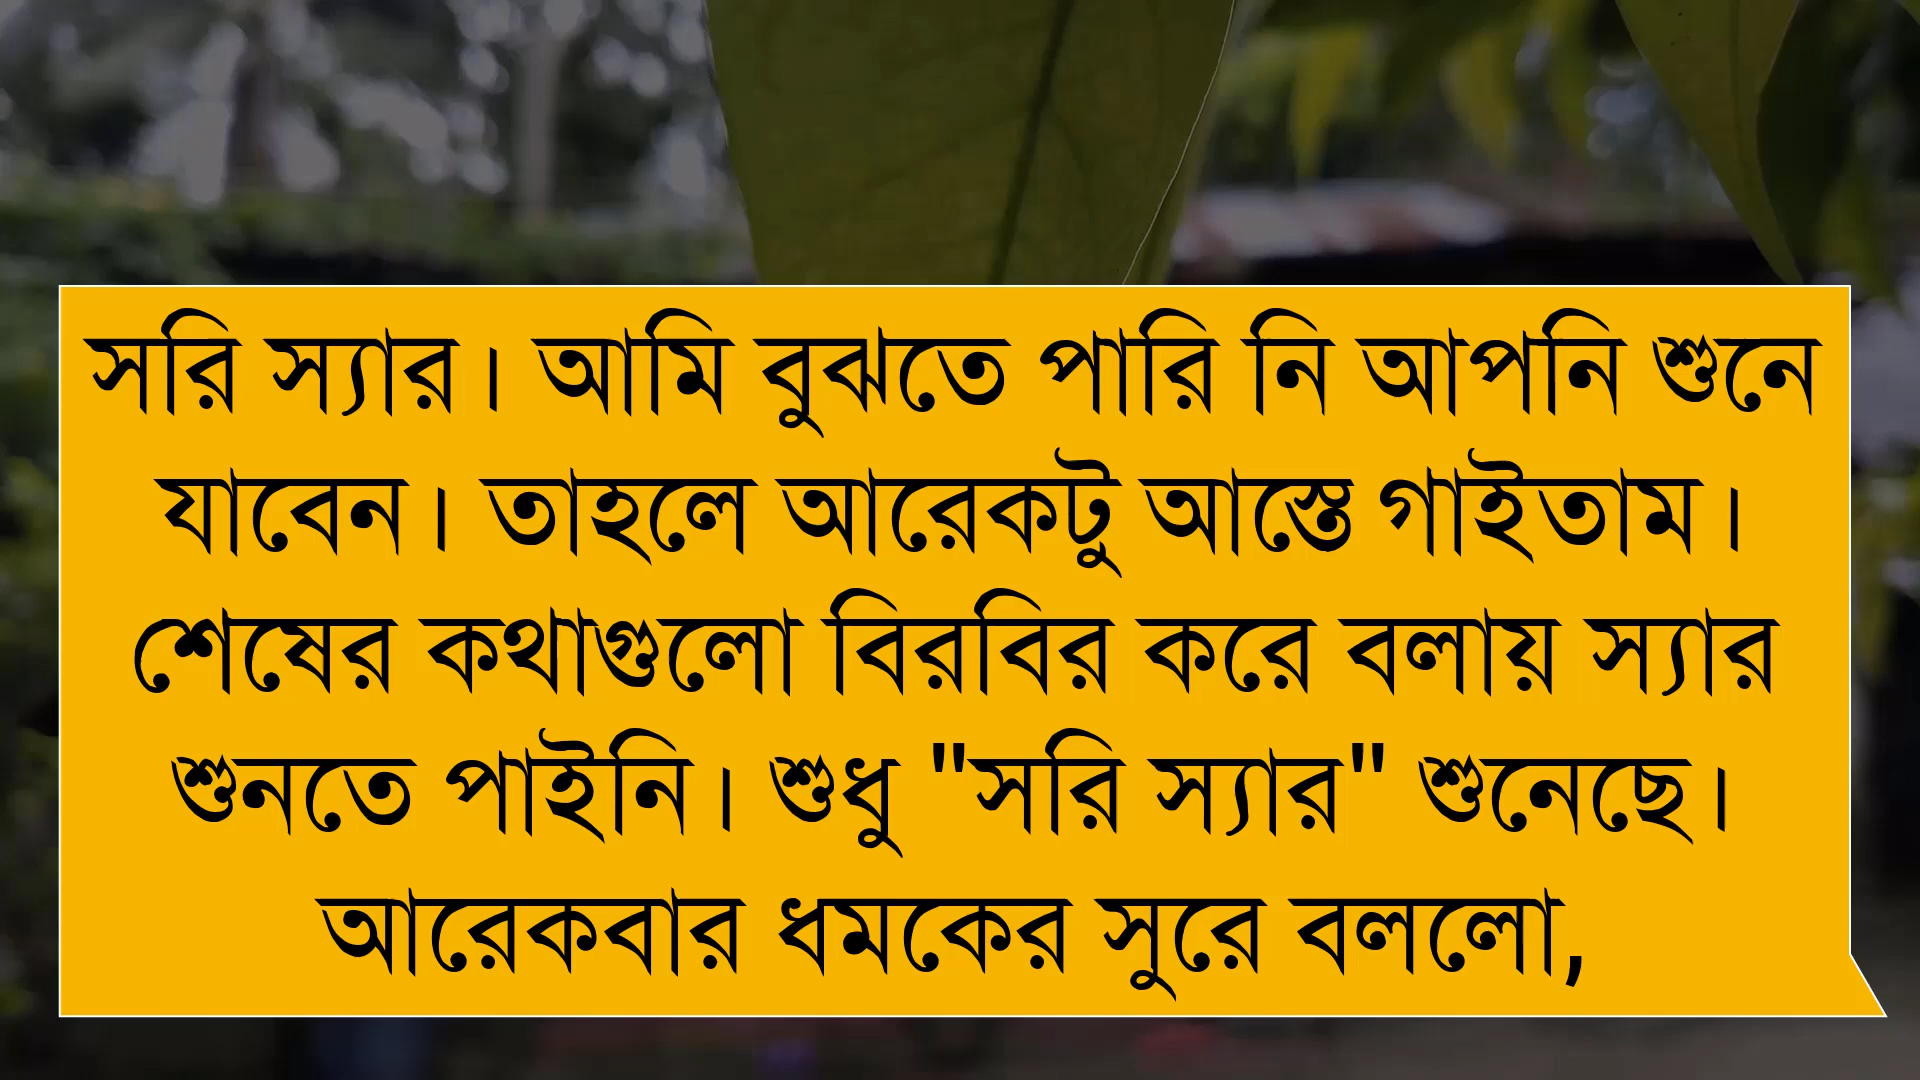 সরি স্যার। আমি বুঝতে পারি নি আপনি শুনে
যাবেন। তাহলে আরেকটু আস্তে গাইতাম।
শেষের কথাগুলো বিরবির করে বলায় স্যার
শুনতে পাইনি। শুধু "সরি স্যার" শুনেছে।
আরেকবার ধমকের সুরে বললো,